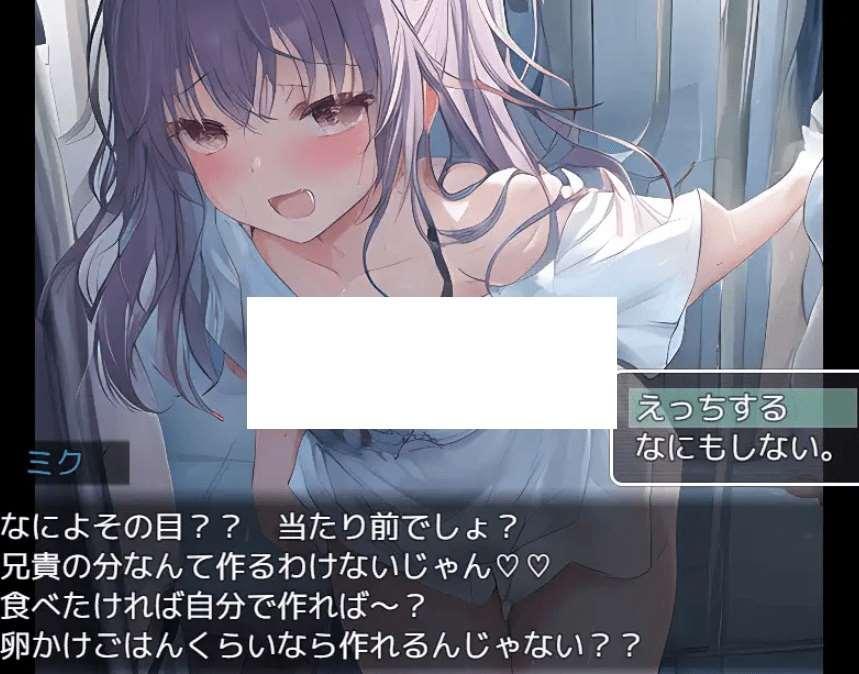 えっちする
なにもしない。
ミク
なによその目？？　当たり前でしょ？
兄貴の分なんて作るわけないじゃん♡♡
食べたければ自分で作れば～？
卵かけごはんくらいなら作れるんじゃない？？